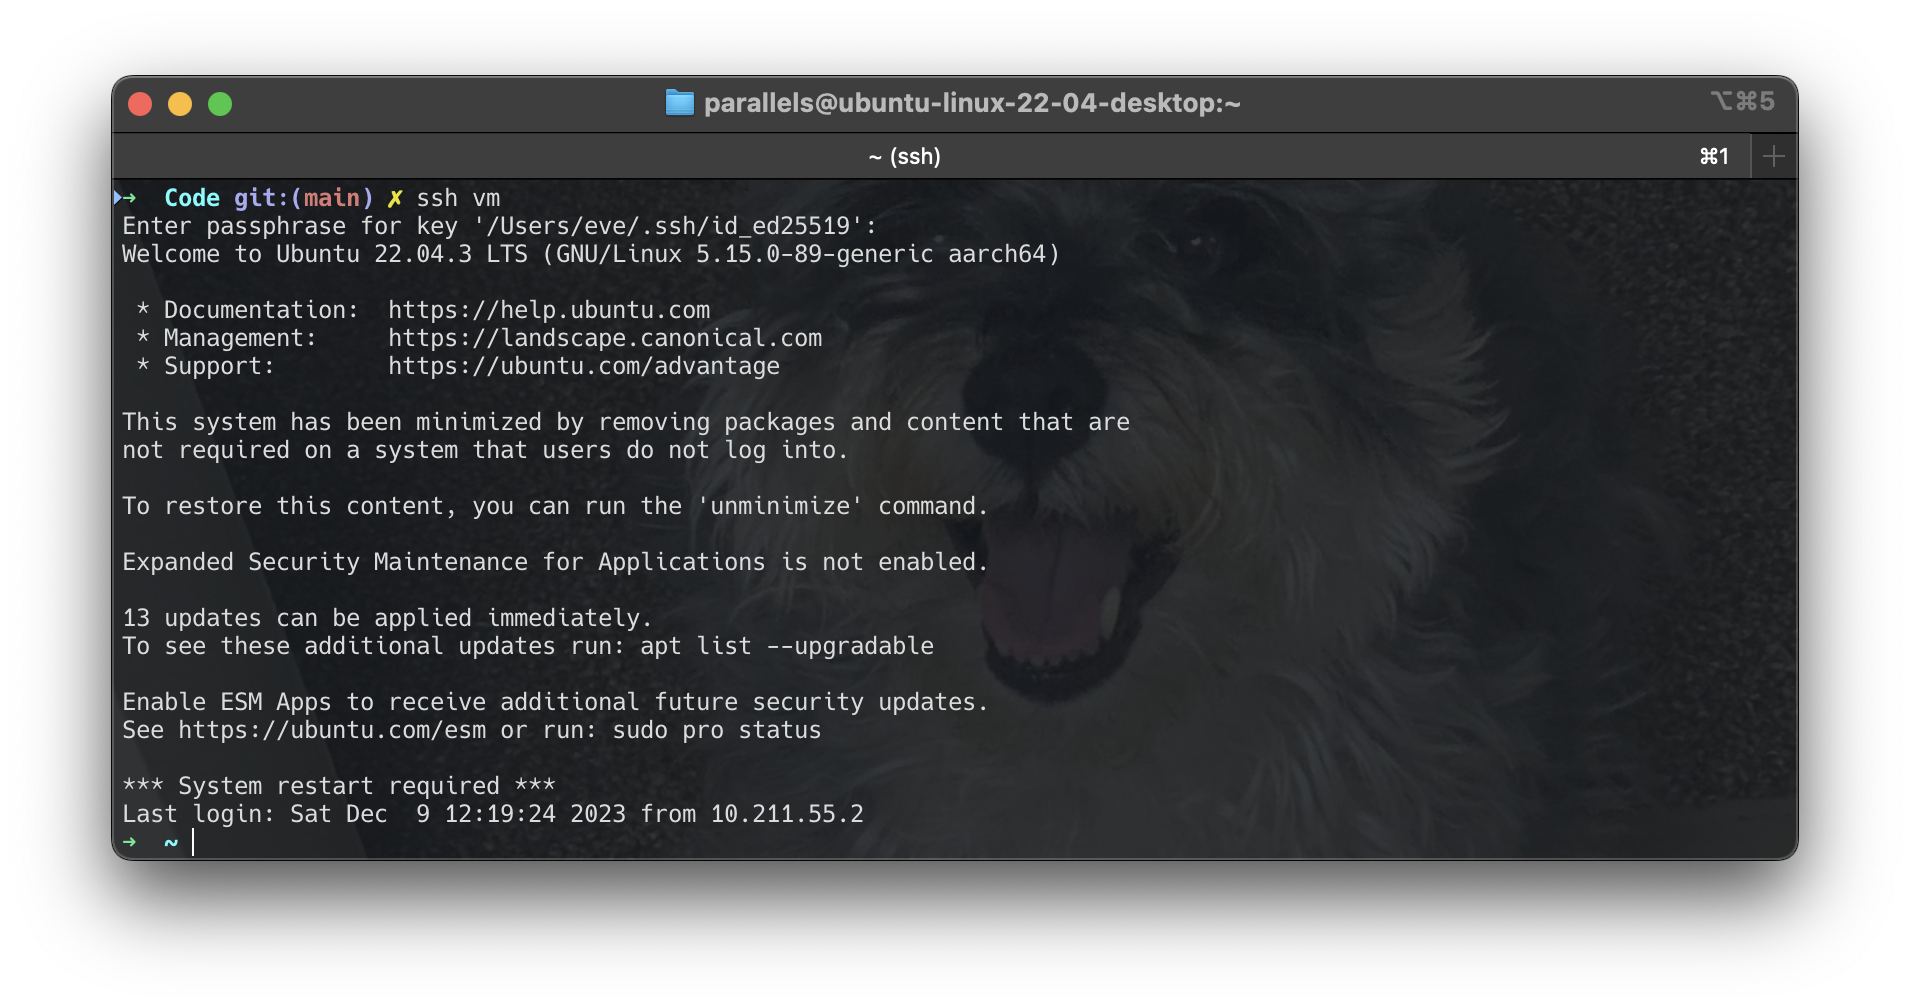 parallels@ubuntu-linux-22-04-desktop:~ ⌥⌘5
~ (ssh) ⌘1
➜  Code git:(main) ✗ ssh vm
Enter passphrase for key '/Users/eve/.ssh/id_ed25519':
Welcome to Ubuntu 22.04.3 LTS (GNU/Linux 5.15.0-89-generic aarch64)
 * Documentation:  https://help.ubuntu.com
 * Management:     https://landscape.canonical.com
 * Support:        https://ubuntu.com/advantage
This system has been minimized by removing packages and content that are
not required on a system that users do not log into.
To restore this content, you can run the 'unminimize' command.
Expanded Security Maintenance for Applications is not enabled.
13 updates can be applied immediately.
To see these additional updates run: apt list --upgradable
Enable ESM Apps to receive additional future security updates.
See https://ubuntu.com/esm or run: sudo pro status
*** System restart required ***
Last login: Sat Dec  9 12:19:24 2023 from 10.211.55.2
➜  ~